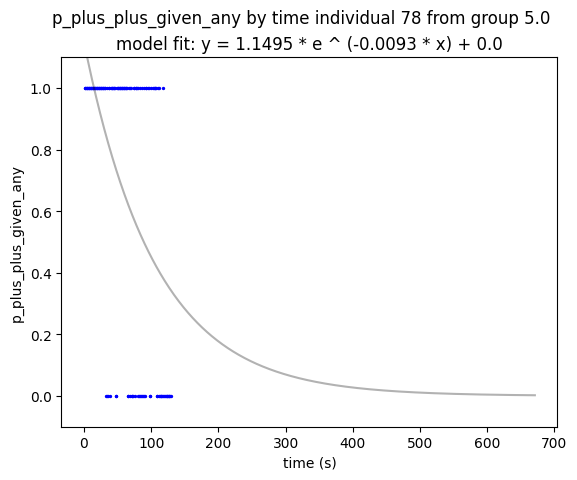 p_plus_plus_given_any by time individual 78 from group 5.0
model fit: y = 1.1495 * e ^ (-0.0093 * x) + 0.0
p_plus_plus_given_any
1.0
0.8
0.6
0.4
0.2
0.0
0 100 200 300 400 500 600 700
time (s)